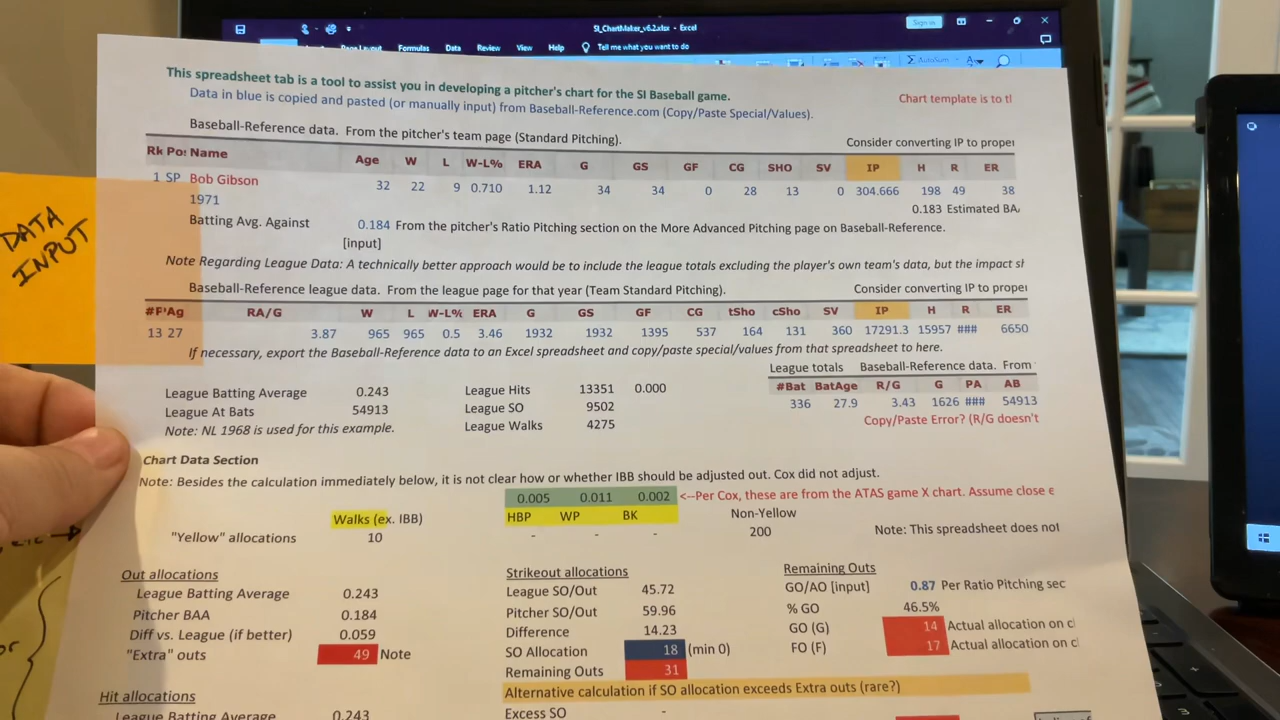 SI_ChartMaker_v6.2.xlsx - Excel
Sign in
Page Layout Formulas Data Review View Help Tell me what you want to do
AutoSum
This spreadsheet tab is a tool to assist you in developing a pitcher's chart for the SI Baseball game.
Data in blue is copied and pasted (or manually input) from Baseball-Reference.com (Copy/Paste Special/Values).
Chart template is to
Baseball-Reference data. From the pitcher's team page (Standard Pitching).
Consider converting IP to proper
Rk Po: Name Age W L W-L% ERA G GS GF CG SHO SV IP H R ER
1 SP Bob Gibson 32 22 9 0.710 1.12 34 34 0 28 13 0 304.666 198 49 38
1971
0.183 Estimated BA
Batting Avg. Against 0.184 From the pitcher's Ratio Pitching section on the More Advanced Pitching page on Baseball-Reference.
[input]
Note Regarding League Data: A technically better approach would be to include the league totals excluding the player's own team's data, but the impact
Baseball-Reference league data. From the league page for that year (Team Standard Pitching).
Consider converting IP to proper
#P'Ag RA/G W L W-L% ERA G GS GF CG tSho cSho SV IP H R ER
13 27 3.87 965 965 0.5 3.46 1932 1932 1395 537 164 131 360 17291.3 15957 ### 6650
If necessary, export the Baseball-Reference data to an Excel spreadsheet and copy/paste special/values from that spreadsheet to here.
League totals Baseball-Reference data. From
#Bat BatAge R/G G PA AB
336 27.9 3.43 1626 ### 54913
Copy/Paste Error? (R/G doesn't
League Batting Average 0.243 League Hits 13351 0.000
League At Bats 54913 League SO 9502
Note: NL 1968 is used for this example. League Walks 4275
Chart Data Section
Note: Besides the calculation immediately below, it is not clear how or whether IBB should be adjusted out. Cox did not adjust.
0.005 0.011 0.002 <--Per Cox, these are from the ATAS game X chart. Assume close
Walks (ex. IBB) HBP WP BK Non-Yellow
"Yellow" allocations 10 - - - 200 Note: This spreadsheet does not
Out allocations
League Batting Average 0.243
Pitcher BAA 0.184
Diff vs. League (if better) 0.059
"Extra" outs 49 Note
Strikeout allocations
League SO/Out 45.72
Pitcher SO/Out 59.96
Difference 14.23
SO Allocation 18 (min 0)
Remaining Outs 31
Remaining Outs
GO/AO [input] 0.87 Per Ratio Pitching sec
% GO 46.5%
GO (G) 14 Actual allocation on
FO (F) 17 Actual allocation on
Alternative calculation if SO allocation exceeds Extra outs (rare?)
Excess SO -
Hit allocations
League Batting Average 0.243
DATA
INPUT